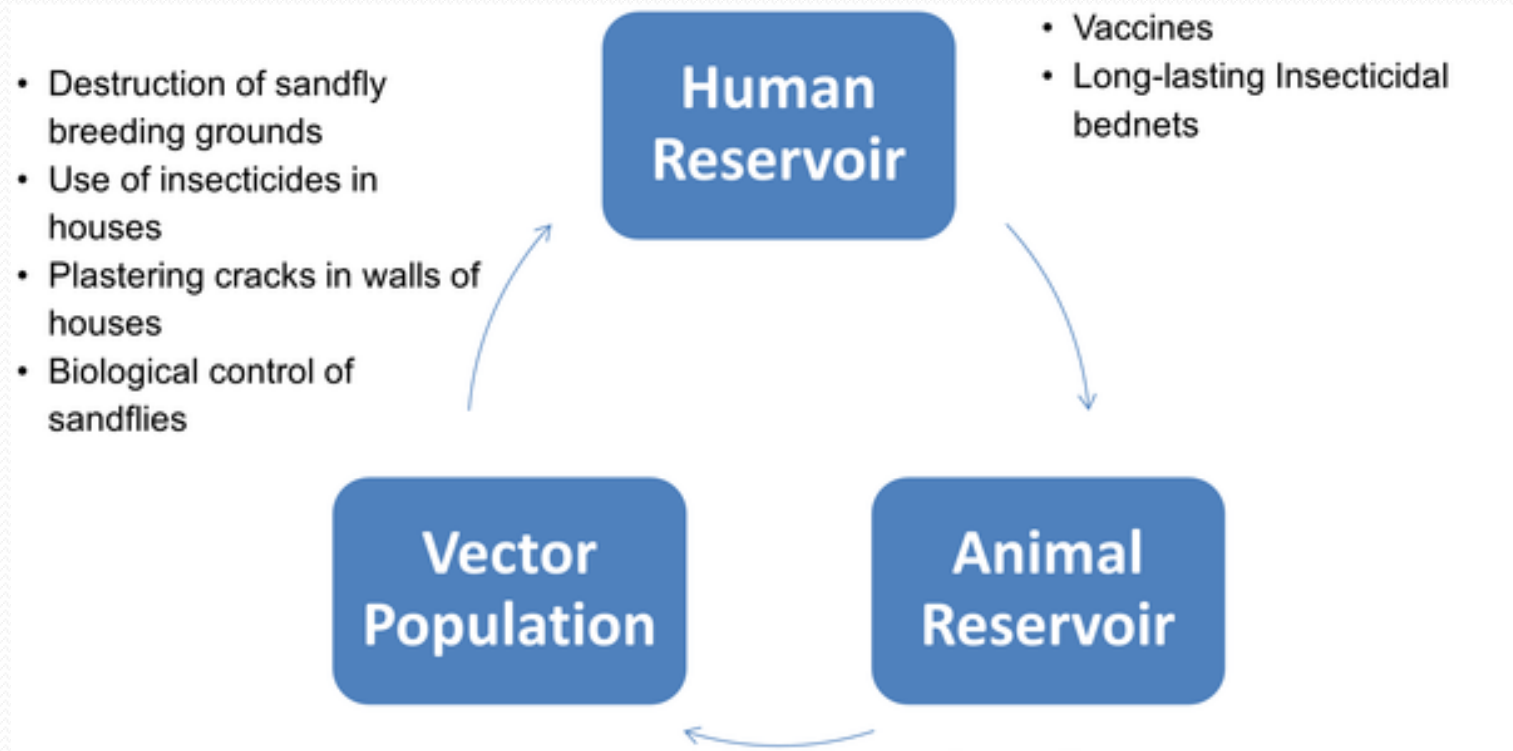 • Destruction of sandfly
breeding grounds
• Use of insecticides in
houses
• Plastering cracks in walls of
houses
• Biological control of
sandflies
Human
Reservoir
• Vaccines
• Long-lasting Insecticidal
bednets
Vector
Population
Animal
Reservoir